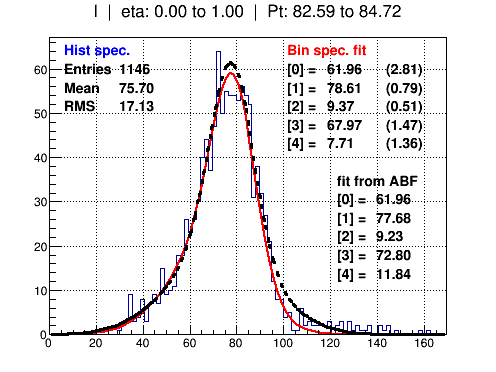 I | eta: 0.00 to 1.00 | Pt: 82.59 to 84.72
Hist spec.
Entries 1146
Mean 75.70
RMS 17.13
Bin spec. fit
[0] = 61.96 (2.81)
[1] = 78.61 (0.79)
[2] = 9.37 (0.51)
[3] = 67.97 (1.47)
[4] = 7.71 (1.36)
fit from ABF
[0] = 61.96
[1] = 77.68
[2] = 9.23
[3] = 72.80
[4] = 11.84
60
50
40
30
20
10
0
0 20 40 60 80 100 120 140 160